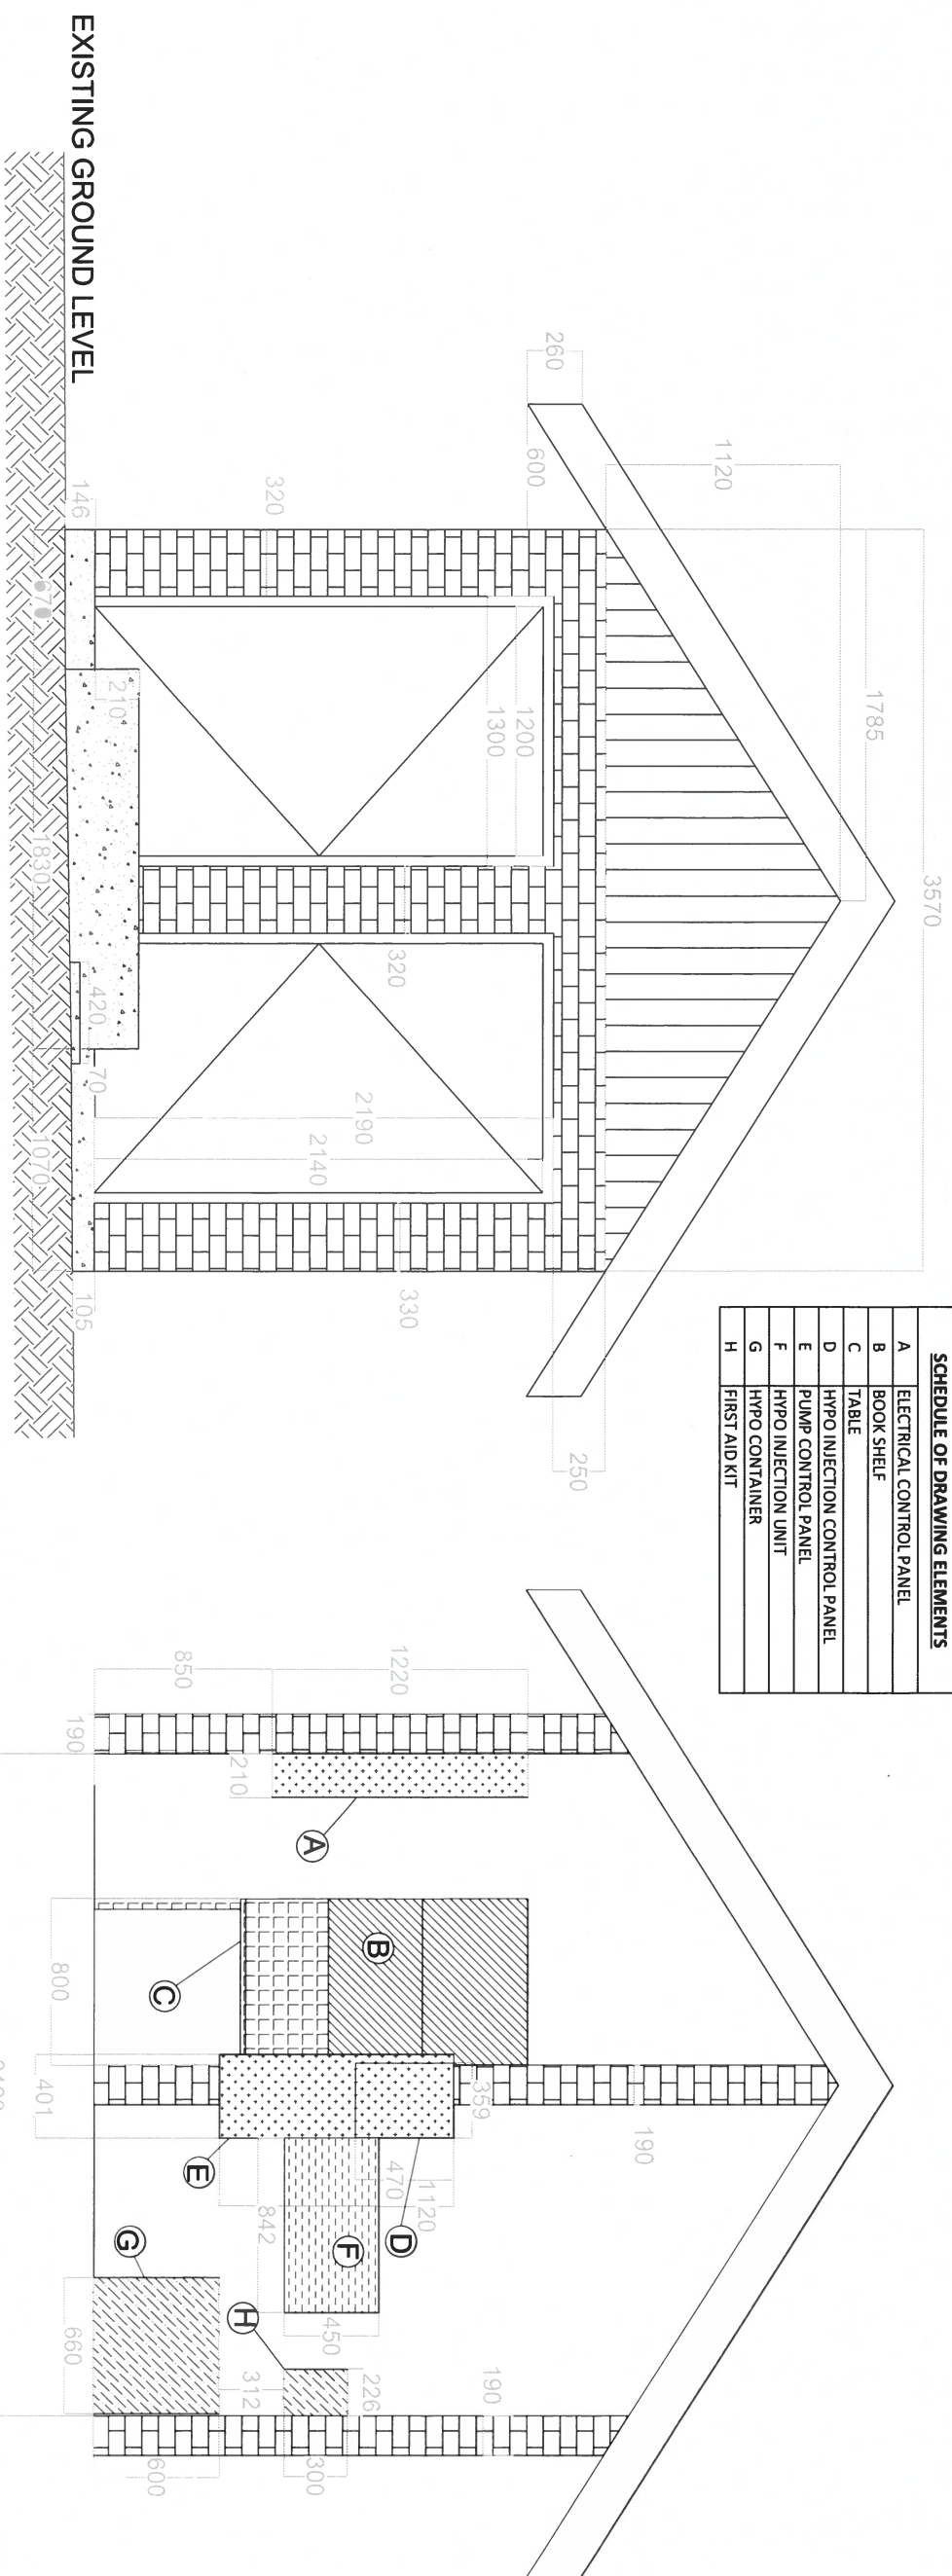 EXISTING GROUND LEVEL
SCHEDULE OF DRAWING ELEMENTS
A ELECTRICAL CONTROL PANEL
B BOOK SHELF
C TABLE
D HYPO INJECTION CONTROL PANEL
E PUMP CONTROL PANEL
F HYPO INJECTION UNIT
G HYPO CONTAINER
H FIRST AID KIT
3570
1785
1120
260
600
250
320
1200
1300
320
2190
2140
330
146
210
420
70
105
670
1830
1070
1220
850
190
210
A
B
C
D
E
F
G
H
190
359
470
1120
842
450
226
190
312
300
800
401
660
600